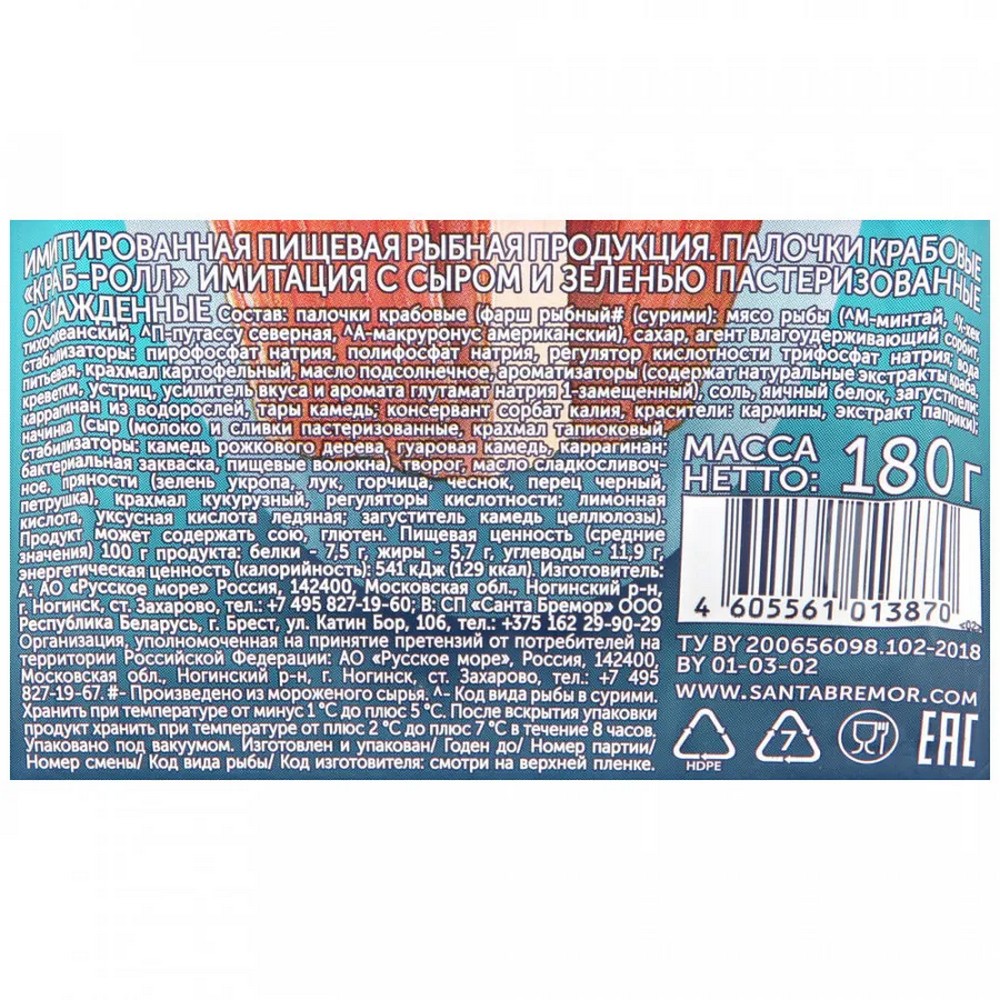 ИМИТИРОВАННАЯ ПИЩЕВАЯ РЫБНАЯ ПРОДУКЦИЯ. ПАЛОЧКИ КРАБОВЫЕ
«КРАБ-РОЛЛ» ИМИТАЦИЯ С СЫРОМ И ЗЕЛЕНЬЮ ПАСТЕРИЗОВАННЫЕ
ОХЛАЖДЕННЫЕ Состав: палочки крабовые (фарш рыбный# (сурими): мясо рыбы (^М-минтай, ^Х-хек
тихоокеанский, ^П-путассу северная, ^А-макруронус американский), сахар, агент влагоудерживающий сорбит,
стабилизаторы: пирофосфат натрия, полифосфат натрия, регулятор кислотности трифосфат натрия; вода
питьевая, крахмал картофельный, масло подсолнечное, ароматизаторы (содержат натуральные экстракты краба,
креветки, устриц, усилитель вкуса и аромата глутамат натрия 1-замещенный), соль, яичный белок, загустители:
каррагинан из водорослей, тары камедь; консервант сорбат калия, красители: кармины, экстракт паприки);
начинка (сыр (молоко и сливки пастеризованные, крахмал тапиоковый,
стабилизаторы: камедь рожкового дерева, гуаровая камедь, каррагинан,
бактериальная закваска, пищевые волокна), творог, масло сладкосливоч-
ное, пряности (зелень укропа, лук, горчица, чеснок, перец черный,
петрушка), крахмал кукурузный, регуляторы кислотности: лимонная
кислота, уксусная кислота ледяная; загуститель камедь целлюлозы).
Продукт может содержать сою, глютен. Пищевая ценность (средние
значения) 100 г продукта: белки - 7,5 г, жиры - 5,7 г, углеводы - 11,9 г,
энергетическая ценность (калорийность): 541 кДж (129 ккал). Изготовитель:
А: АО «Русское море» Россия, 142400, Московская обл., Ногинский р-н,
г. Ногинск, ст. Захарово, тел.: +7 495 827-19-60; В: СП «Санта Бремор» ООО
Республика Беларусь, г. Брест, ул. Катин Бор, 106, тел.: +375 162 29-90-29
Организация, уполномоченная на принятие претензий от потребителей на
территории Российской Федерации: АО «Русское море», Россия, 142400,
Московская обл., Ногинский р-н, г. Ногинск, ст. Захарово, тел.: +7 495
827-19-67. #- Произведено из мороженого сырья. ^- Код вида рыбы в сурими.
Хранить при температуре от минус 1 °С до плюс 5 °С. После вскрытия упаковки
продукт хранить при температуре от плюс 2 °С до плюс 7 °С в течение 8 часов.
Упаковано под вакуумом. Изготовлен и упакован/ Годен до/ Номер партии/
Номер смены/ Код вида рыбы/ Код изготовителя: смотри на верхней пленке.
МАССА
НЕТТО: 180 г
4 605561 013870
ТУ BY 200656098.102-2018
BY 01-03-02
WWW.SANTABREMOR.COM
HDPE
7
ЕАС